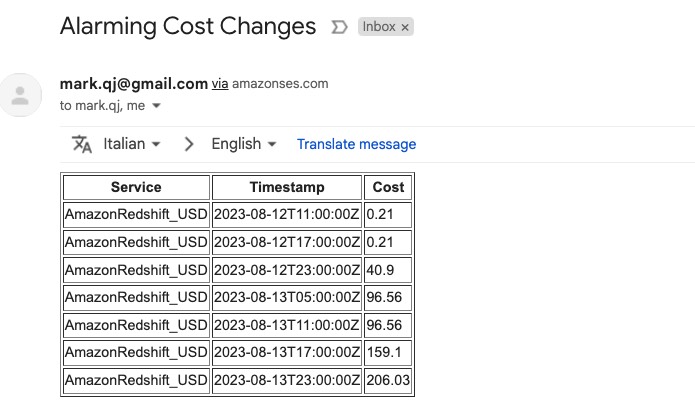 Alarming Cost Changes Inbox ×
mark.qj@gmail.com via amazonses.com
to mark.qj, me
Italian English Translate message
Service Timestamp Cost
AmazonRedshift_USD 2023-08-12T11:00:00Z 0.21
AmazonRedshift_USD 2023-08-12T17:00:00Z 0.21
AmazonRedshift_USD 2023-08-12T23:00:00Z 40.9
AmazonRedshift_USD 2023-08-13T05:00:00Z 96.56
AmazonRedshift_USD 2023-08-13T11:00:00Z 96.56
AmazonRedshift_USD 2023-08-13T17:00:00Z 159.1
AmazonRedshift_USD 2023-08-13T23:00:00Z 206.03